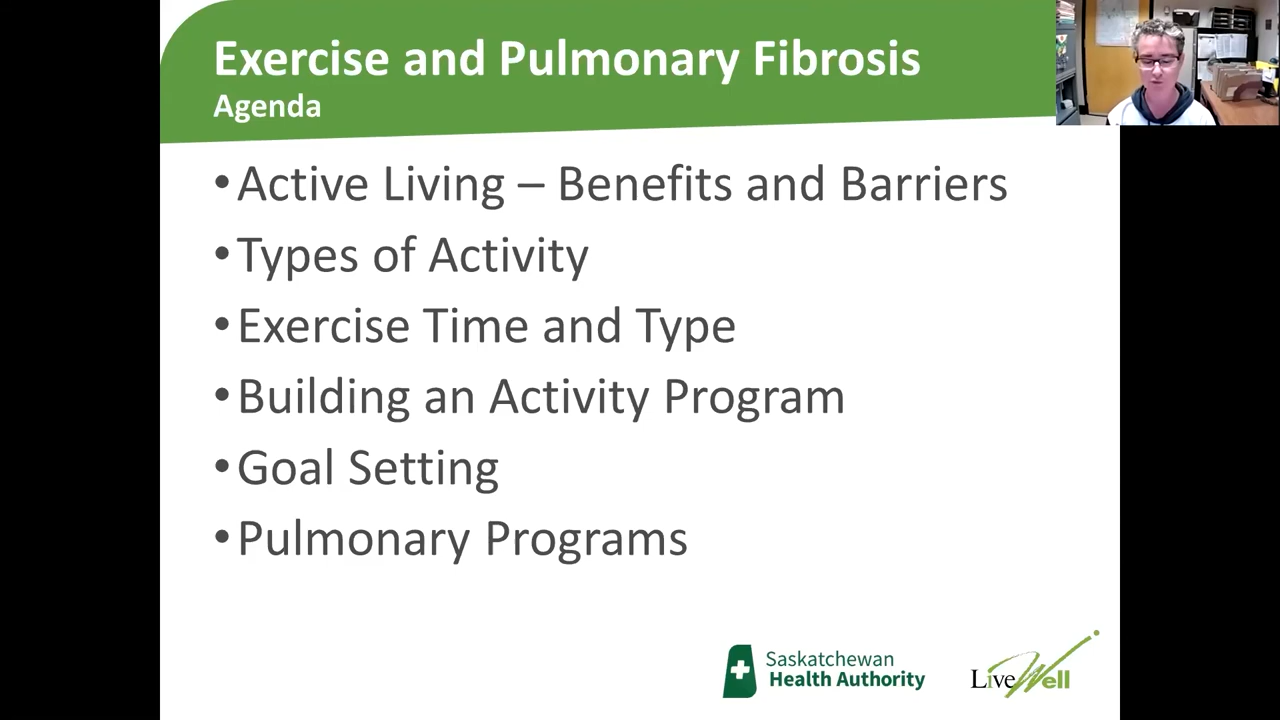 Exercise and Pulmonary Fibrosis
Agenda
•Active Living – Benefits and Barriers
•Types of Activity
•Exercise Time and Type
•Building an Activity Program
•Goal Setting
•Pulmonary Programs
Saskatchewan
Health Authority
LiveWell